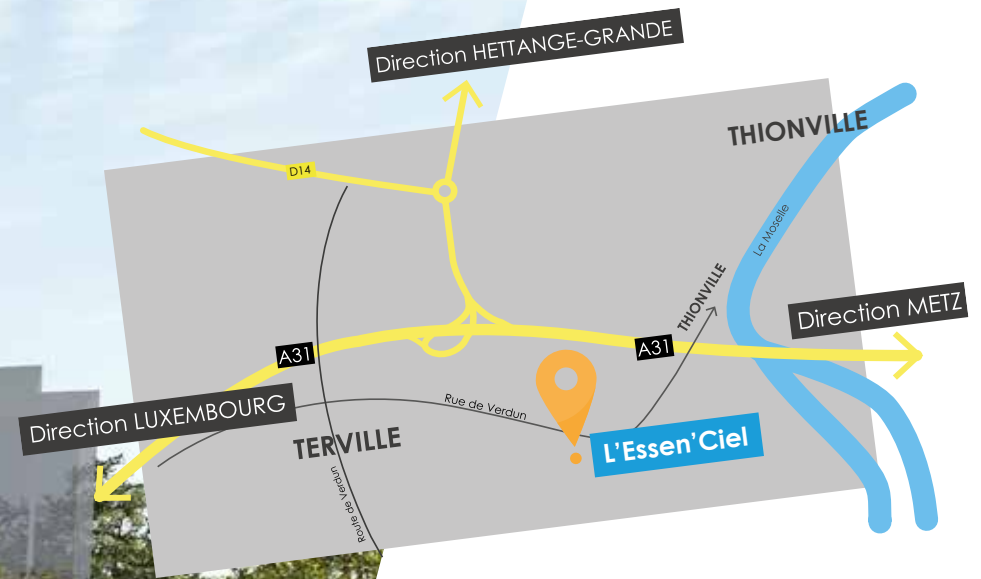 Direction HETTANGE-GRANDE
THIONVILLE
D14
La Moselle
THIONVILLE
Direction METZ
A31
A31
Direction LUXEMBOURG
Rue de Verdun
TERVILLE
L'Essen'Ciel
Route de Verdun